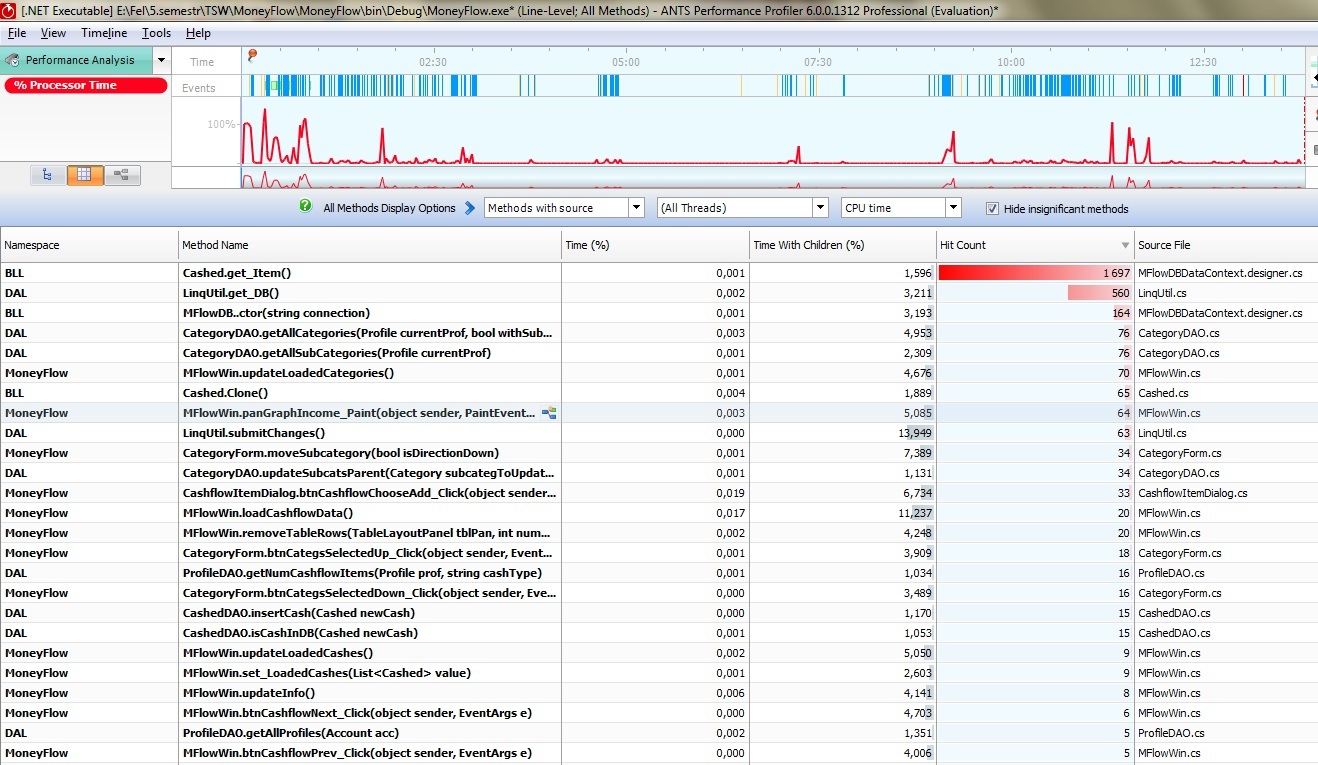 [.NET Executable] E:\Fel\5.semestr\TSW\MoneyFlow\MoneyFlow\bin\Debug\MoneyFlow.exe* (Line-Level; All Methods) - ANTS Performance Profiler 6.0.0.1312 Professional (Evaluation)*
File View Timeline Tools Help
Performance Analysis Time 02:30 05:00 07:30 10:00 12:30
% Processor Time Events
100%
All Methods Display Options Methods with source (All Threads) CPU time Hide insignificant methods
Namespace Method Name Time (%) Time With Children (%) Hit Count Source File
BLL Cashed.get_Item() 0,001 1,596 1 697 MFlowDBDataContext.designer.cs
DAL LinqUtil.get_DB() 0,002 3,211 560 LinqUtil.cs
BLL MFlowDB..ctor(string connection) 0,001 3,193 164 MFlowDBDataContext.designer.cs
DAL CategoryDAO.getAllCategories(Profile currentProf, bool withSub... 0,003 4,953 76 CategoryDAO.cs
DAL CategoryDAO.getAllSubCategories(Profile currentProf) 0,001 2,309 76 CategoryDAO.cs
MoneyFlow MFlowWin.updateLoadedCategories() 0,001 4,676 70 MFlowWin.cs
BLL Cashed.Clone() 0,004 1,889 65 Cashed.cs
MoneyFlow MFlowWin.panGraphIncome_Paint(object sender, PaintEvent... 0,003 5,085 64 MFlowWin.cs
DAL LinqUtil.submitChanges() 0,000 13,949 63 LinqUtil.cs
MoneyFlow CategoryForm.moveSubcategory(bool isDirectionDown) 0,001 7,389 34 CategoryForm.cs
DAL CategoryDAO.updateSubcatsParent(Category subcategToUpdat... 0,001 1,131 34 CategoryDAO.cs
MoneyFlow CashflowItemDialog.btnCashflowChooseAdd_Click(object sender... 0,019 6,734 33 CashflowItemDialog.cs
MoneyFlow MFlowWin.loadCashflowData() 0,017 11,237 20 MFlowWin.cs
MoneyFlow MFlowWin.removeTableRows(TableLayoutPanel tblPan, int num... 0,002 4,248 20 MFlowWin.cs
MoneyFlow CategoryForm.btnCategsSelectedUp_Click(object sender, Event... 0,001 3,909 18 CategoryForm.cs
DAL ProfileDAO.getNumCashflowItems(Profile prof, string cashType) 0,001 1,034 16 ProfileDAO.cs
MoneyFlow CategoryForm.btnCategsSelectedDown_Click(object sender, Eve... 0,000 3,489 16 CategoryForm.cs
DAL CashedDAO.insertCash(Cashed newCash) 0,000 1,170 15 CashedDAO.cs
DAL CashedDAO.isCashInDB(Cashed newCash) 0,001 1,053 15 CashedDAO.cs
MoneyFlow MFlowWin.updateLoadedCashes() 0,002 5,050 9 MFlowWin.cs
MoneyFlow MFlowWin.set_LoadedCashes(List<Cashed> value) 0,001 2,603 9 MFlowWin.cs
MoneyFlow MFlowWin.updateInfo() 0,006 4,141 8 MFlowWin.cs
MoneyFlow MFlowWin.btnCashflowNext_Click(object sender, EventArgs e) 0,000 4,703 6 MFlowWin.cs
DAL ProfileDAO.getAllProfiles(Account acc) 0,002 1,351 5 ProfileDAO.cs
MoneyFlow MFlowWin.btnCashflowPrev_Click(object sender, EventArgs e) 0,000 4,006 5 MFlowWin.cs